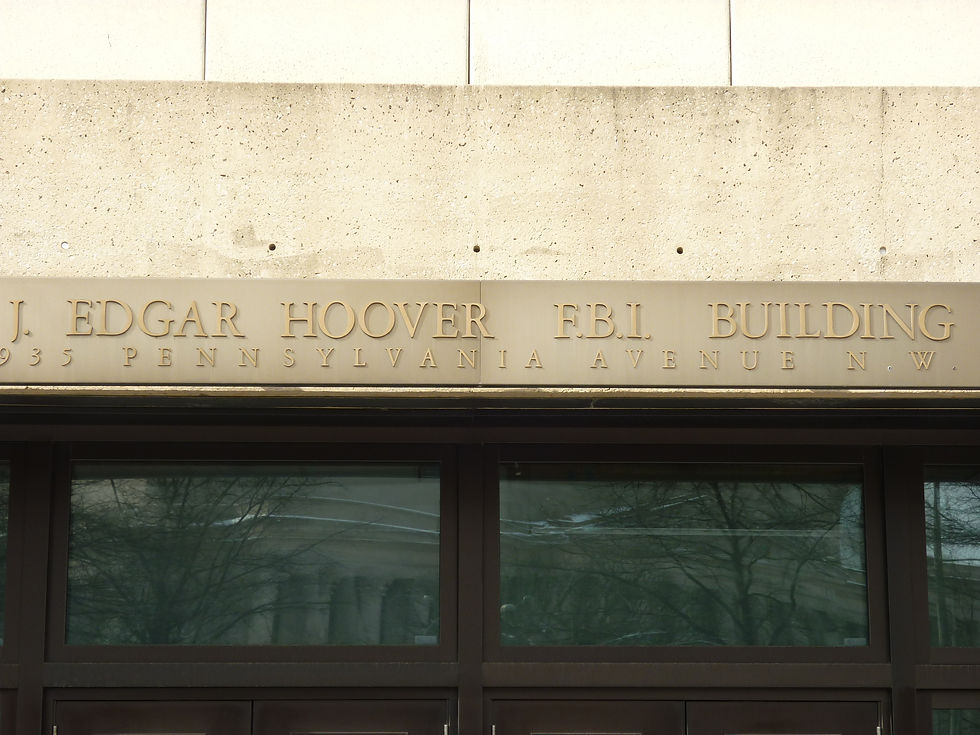 J. EDGAR HOOVER F.B.I. BUILDING
935 PENNSYLVANIA AVENUE N.W.